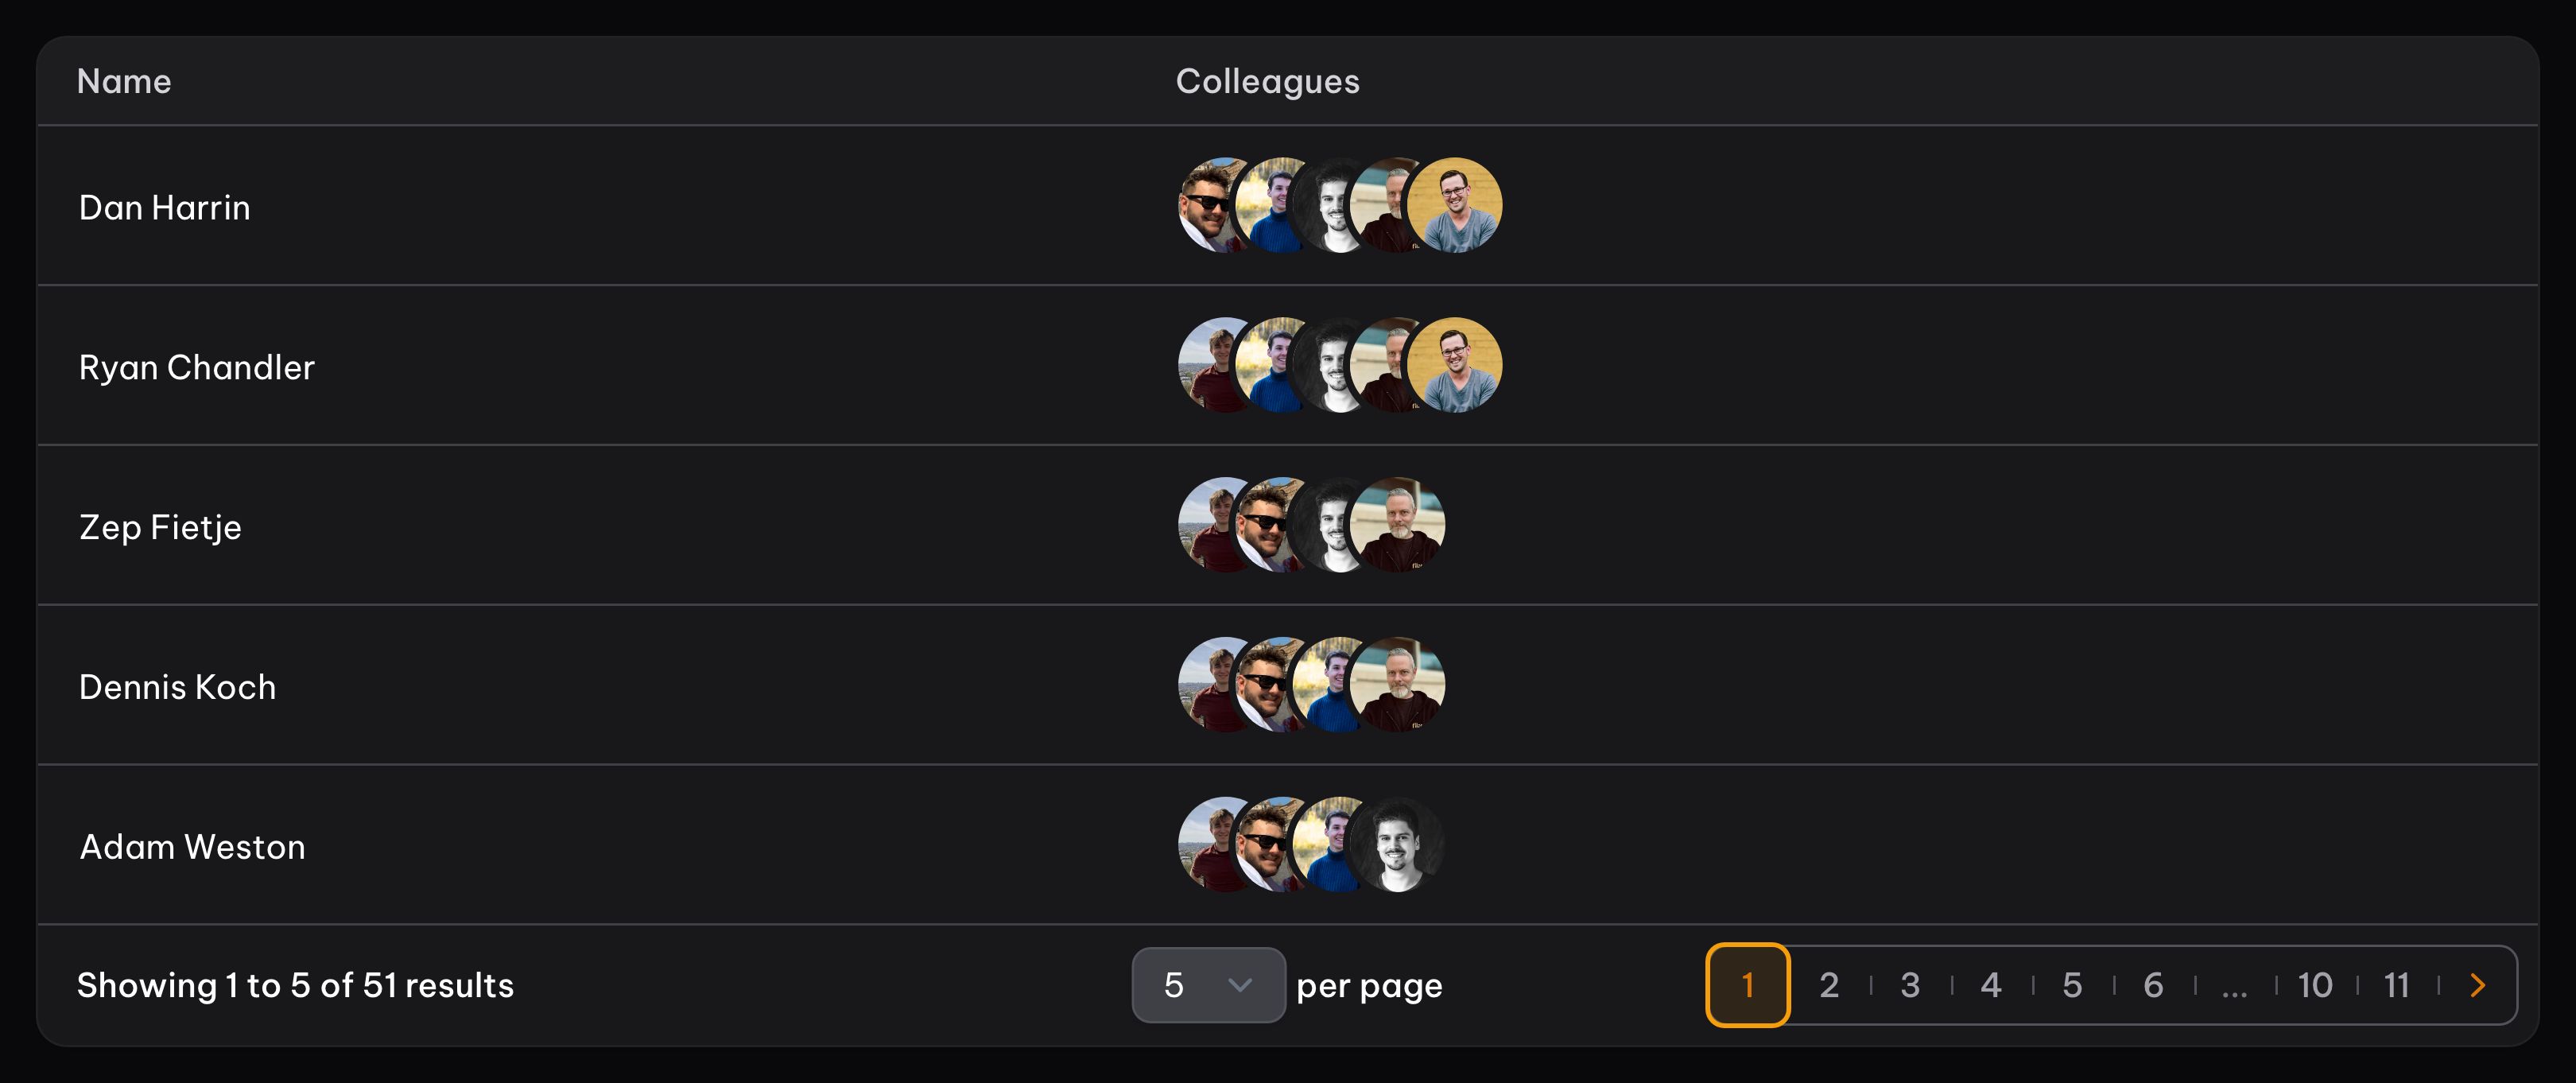 Name Colleagues
Dan Harrin
Ryan Chandler
Zep Fietje
Dennis Koch
Adam Weston
Showing 1 to 5 of 51 results 5 per page 1 2 3 4 5 6 ... 10 11